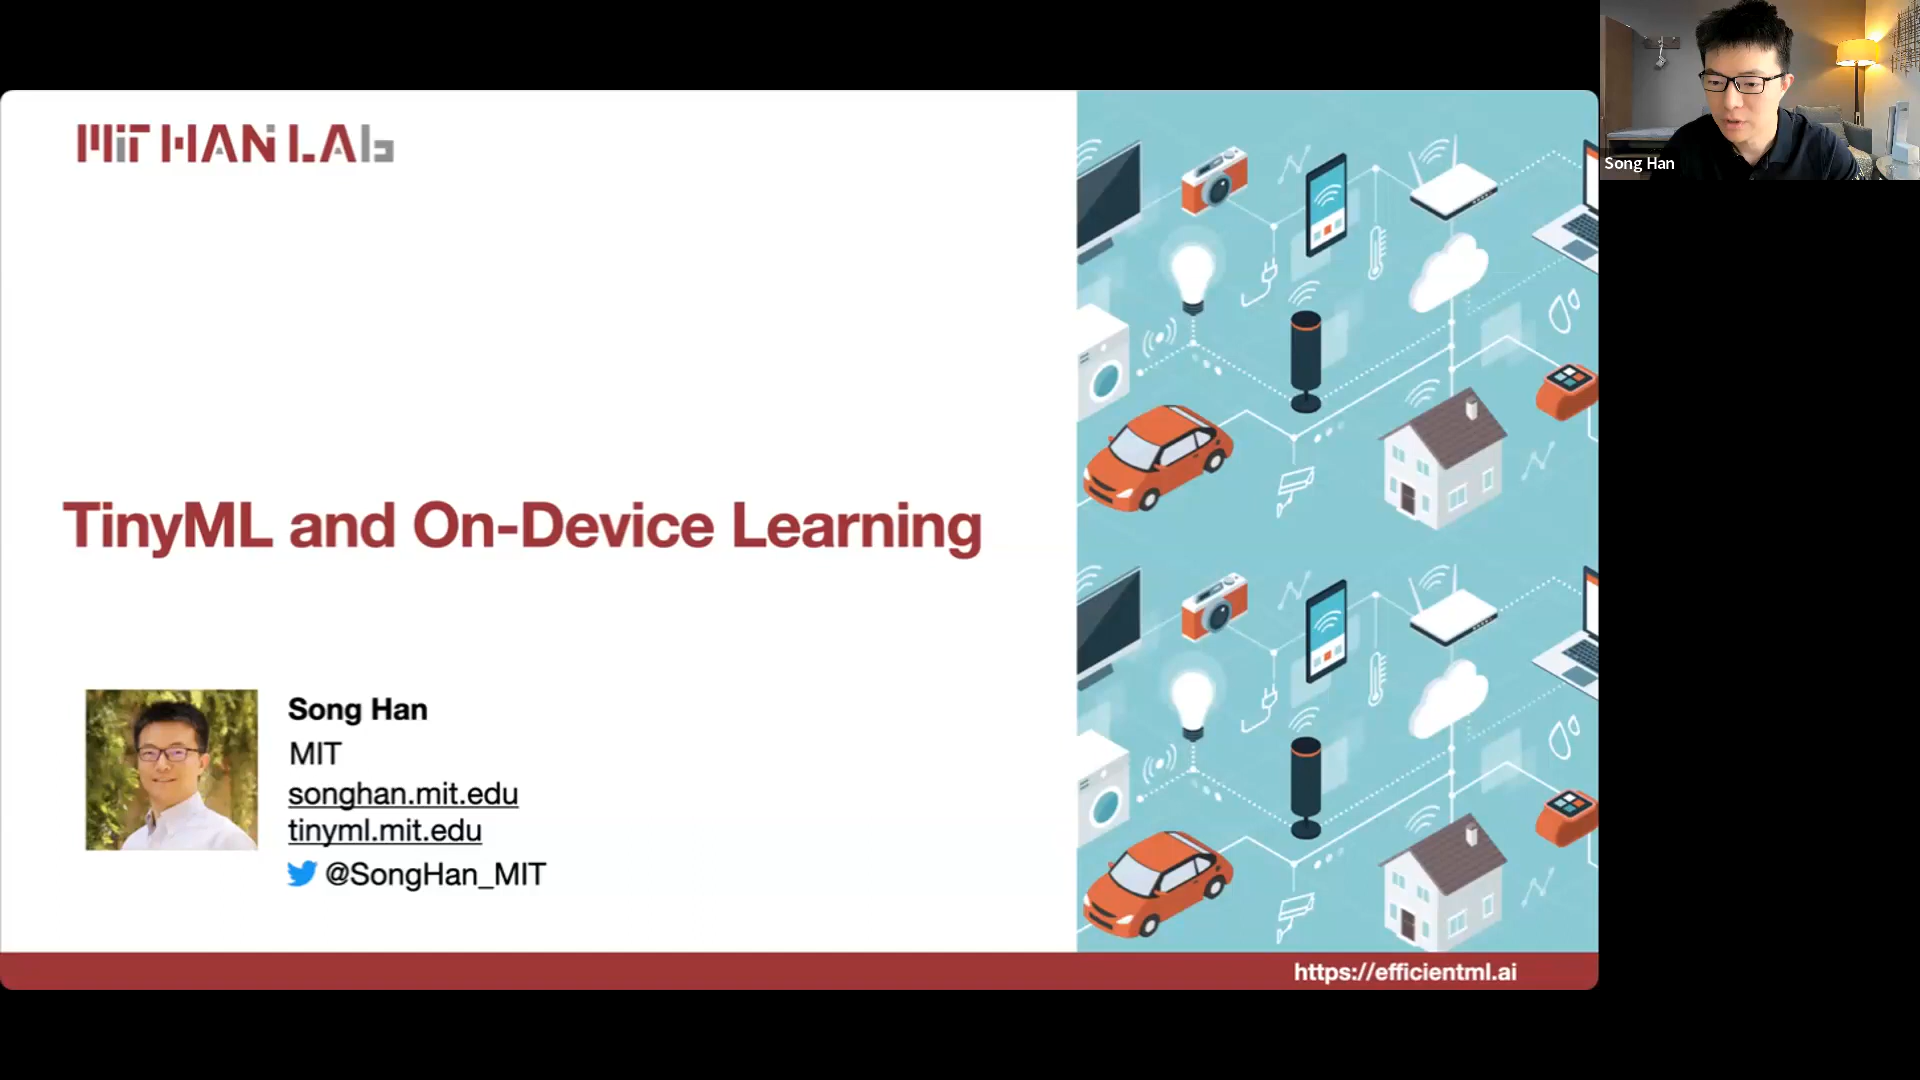 MIT HAN LAb
TinyML and On-Device Learning
Song Han
MIT
songhan.mit.edu
tinyml.mit.edu
@SongHan_MIT
https://efficientml.ai
Song Han